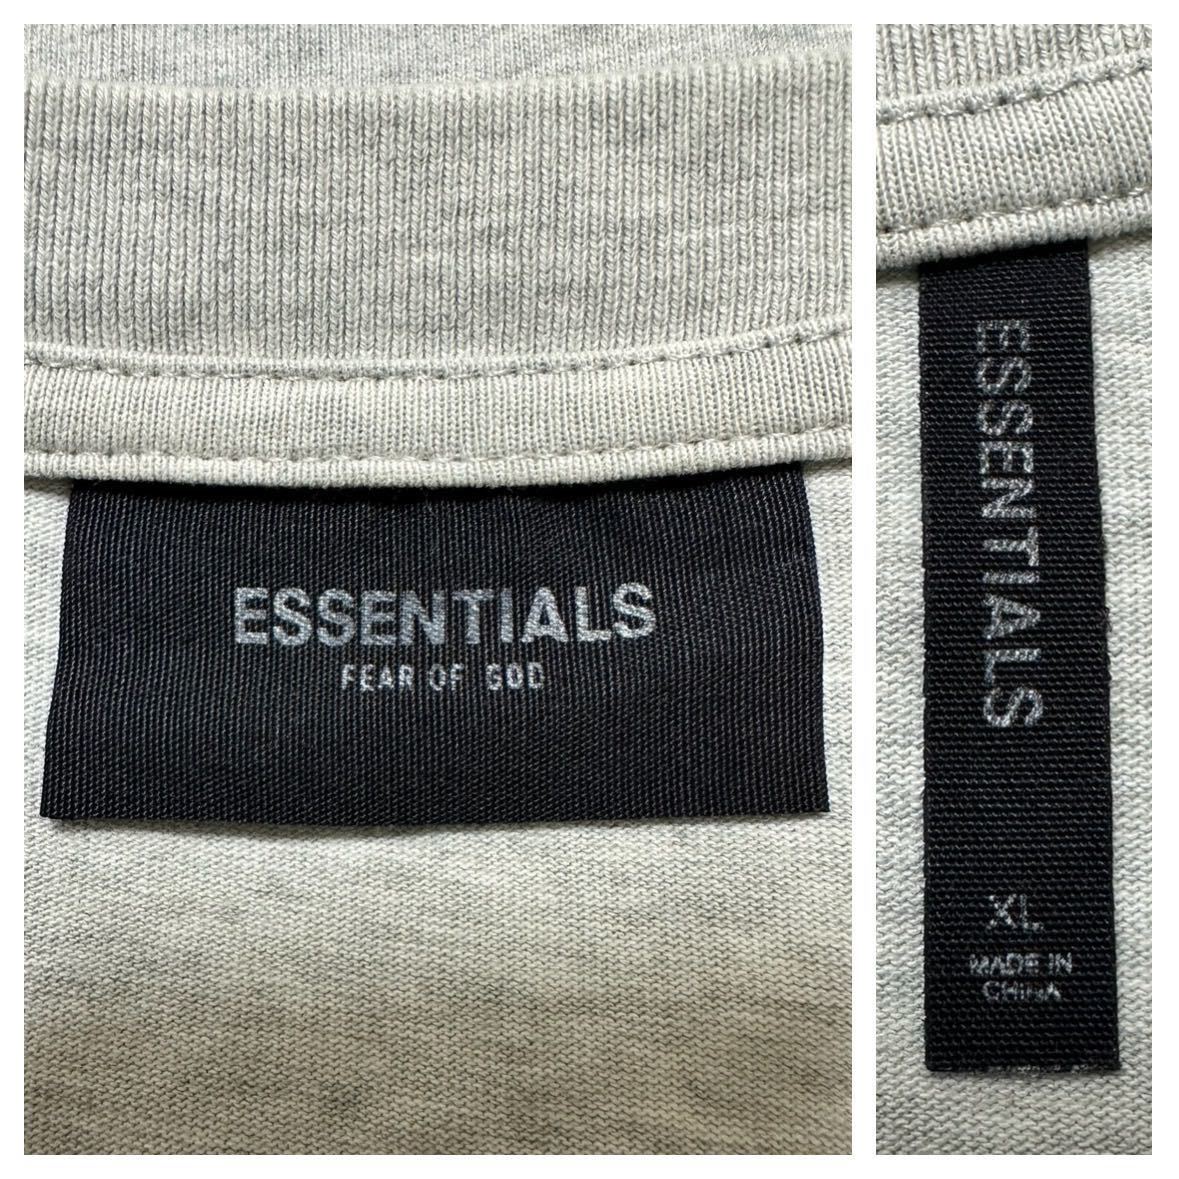 ESSENTIALS
FEAR OF GOD
ESSENTIALS
XL
MADE IN
CHINA